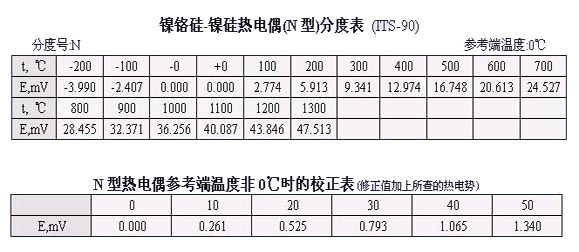 镍铬硅-镍硅热电偶(N 型)分度表 (ITS-90)
分度号:N 参考端温度:0℃
t, ℃ -200 -100 -0 +0 100 200 300 400 500 600 700
E,mV -3.990 -2.407 0.000 0.000 2.774 5.913 9.341 12.974 16.748 20.613 24.527
t, ℃ 800 900 1000 1100 1200 1300
E,mV 28.455 32.371 36.256 40.087 43.846 47.513
N 型热电偶参考端温度非 0℃时的校正表(修正值加上所查的热电势)
0 10 20 30 40 50
E,mV 0.000 0.261 0.525 0.793 1.065 1.340